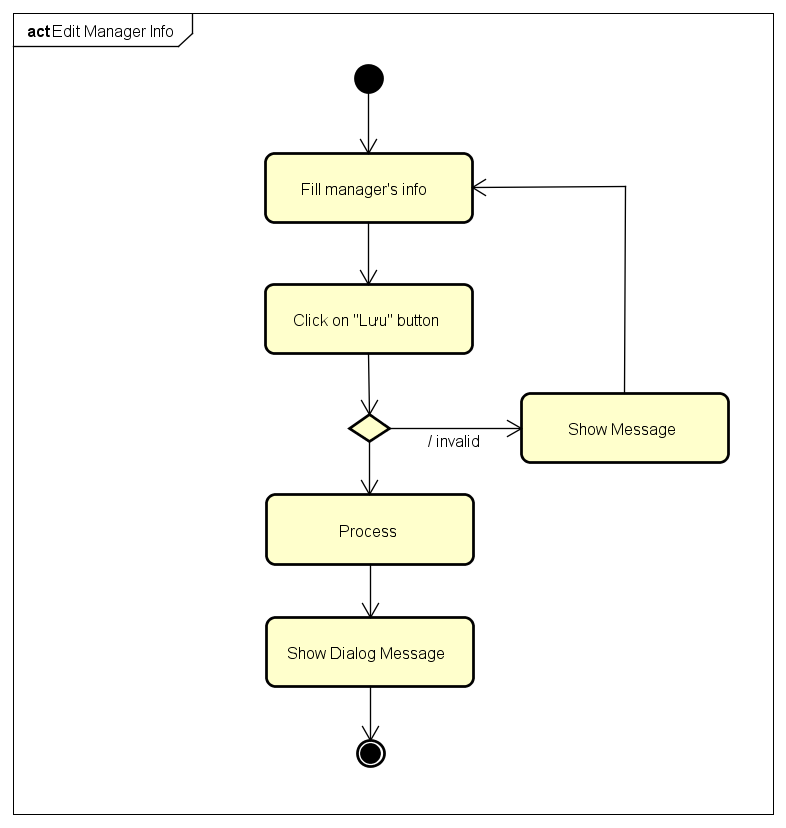 act Edit Manager Info
Fill manager's info
Click on "Lưu" button
/ invalid
Show Message
Process
Show Dialog Message